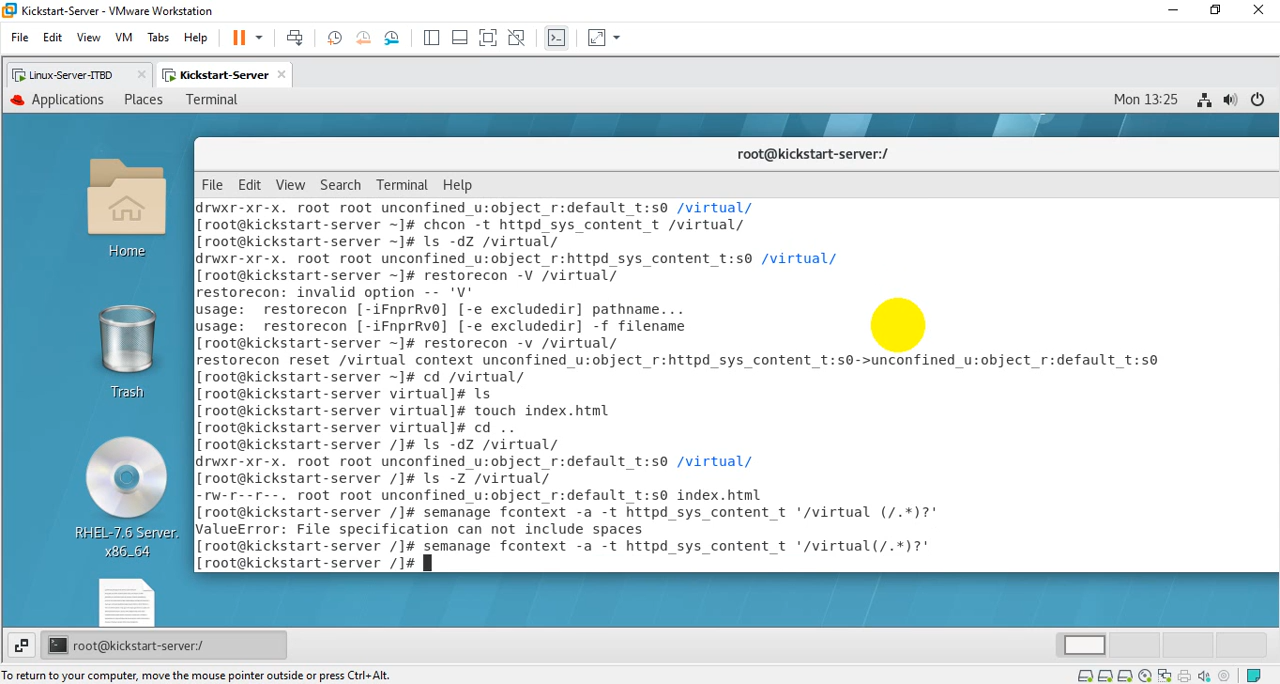 Kickstart-Server - VMware Workstation
File Edit View VM Tabs Help
Linux-Server-ITBD Kickstart-Server
Applications Places Terminal Mon 13:25
root@kickstart-server:/
File Edit View Search Terminal Help
drwxr-xr-x. root root unconfined_u:object_r:default_t:s0 /virtual/
[root@kickstart-server ~]# chcon -t httpd_sys_content_t /virtual/
[root@kickstart-server ~]# ls -dZ /virtual/
drwxr-xr-x. root root unconfined_u:object_r:httpd_sys_content_t:s0 /virtual/
[root@kickstart-server ~]# restorecon -V /virtual/
restorecon: invalid option -- 'V'
usage:  restorecon [-iFnprRv0] [-e excludedir] pathname...
usage:  restorecon [-iFnprRv0] [-e excludedir] -f filename
[root@kickstart-server ~]# restorecon -v /virtual/
restorecon reset /virtual context unconfined_u:object_r:httpd_sys_content_t:s0->unconfined_u:object_r:default_t:s0
[root@kickstart-server ~]# cd /virtual/
[root@kickstart-server virtual]# ls
[root@kickstart-server virtual]# touch index.html
[root@kickstart-server virtual]# cd ..
[root@kickstart-server /]# ls -dZ /virtual/
drwxr-xr-x. root root unconfined_u:object_r:default_t:s0 /virtual/
[root@kickstart-server /]# ls -Z /virtual/
-rw-r--r--. root root unconfined_u:object_r:default_t:s0 index.html
[root@kickstart-server /]# semanage fcontext -a -t httpd_sys_content_t '/virtual (/.*)?'
ValueError: File specification can not include spaces
[root@kickstart-server /]# semanage fcontext -a -t httpd_sys_content_t '/virtual(/.*)?'
[root@kickstart-server /]#
Home
Trash
RHEL-7.6 Server.
x86_64
root@kickstart-server:/
To return to your computer, move the mouse pointer outside or press Ctrl+Alt.